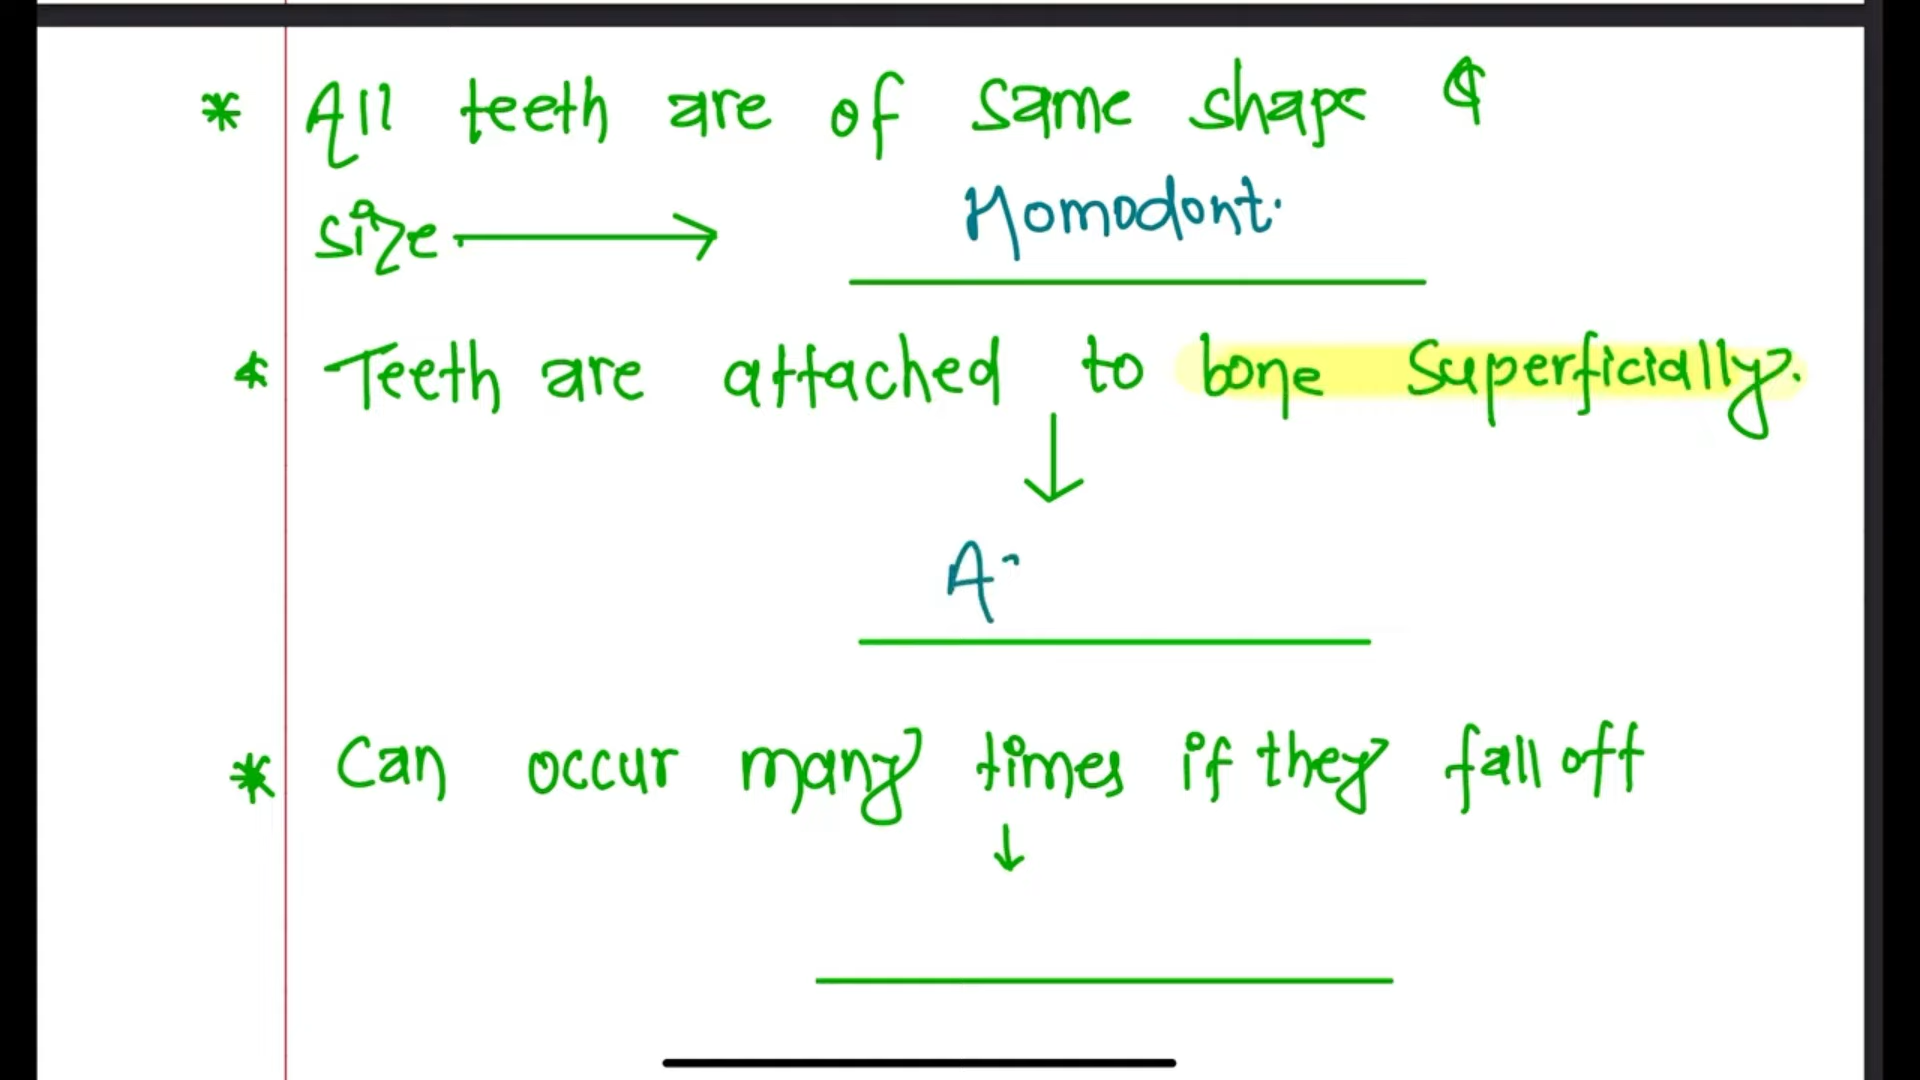 * All teeth are of same shape &
size → Homodont.
* Teeth are attached to bone superficially.
↓
A
* Can occur many times if they fall off
↓